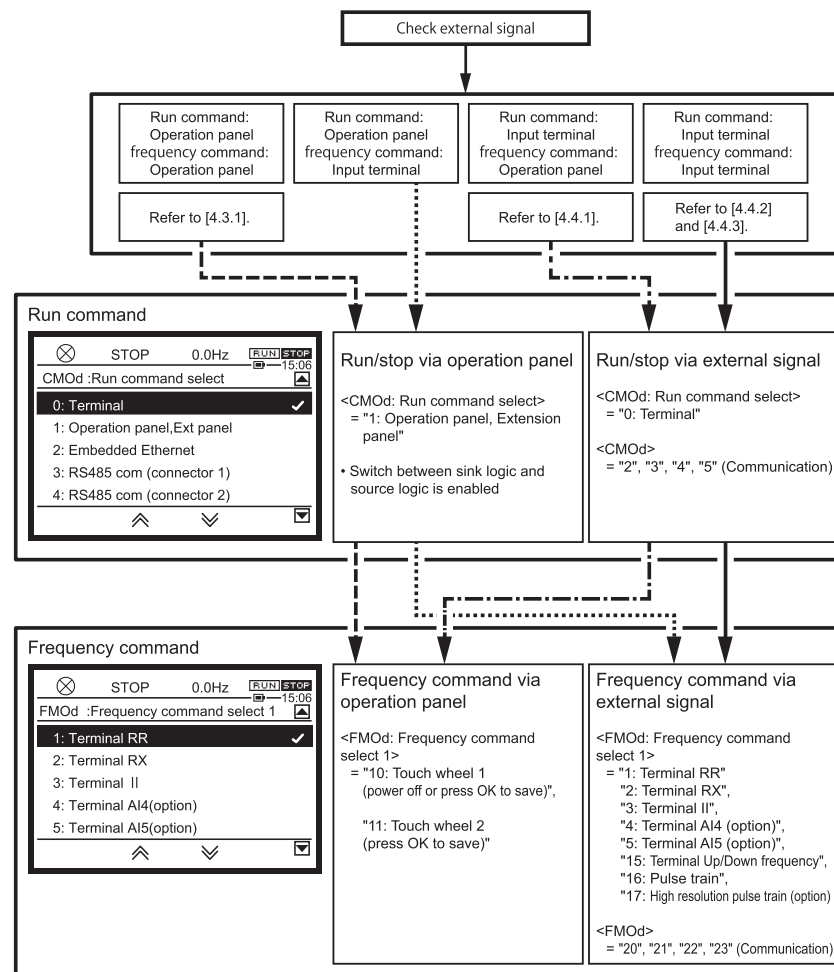 Check external signal
Run command:
Operation panel
frequency command:
Operation panel
Run command:
Operation panel
frequency command:
Input terminal
Run command:
Input terminal
frequency command:
Operation panel
Run command:
Input terminal
frequency command:
Input terminal
Refer to [4.3.1].
Refer to [4.4.1].
Refer to [4.4.2]
and [4.4.3].
Run command
STOP 0.0Hz RUN STOP
15:06
CMOd :Run command select
0: Terminal
1: Operation panel,Ext panel
2: Embedded Ethernet
3: RS485 com (connector 1)
4: RS485 com (connector 2)
Run/stop via operation panel
<CMOd: Run command select>
= "1: Operation panel, Extension
panel"
• Switch between sink logic and
source logic is enabled
Run/stop via external signal
<CMOd: Run command select>
= "0: Terminal"
<CMOd>
= "2", "3", "4", "5" (Communication)
Frequency command
STOP 0.0Hz RUN STOP
15:06
FMOd :Frequency command select 1
1: Terminal RR
2: Terminal RX
3: Terminal II
4: Terminal AI4(option)
5: Terminal AI5(option)
Frequency command via
operation panel
<FMOd: Frequency command
select 1>
= "10: Touch wheel 1
(power off or press OK to save)",
"11: Touch wheel 2
(press OK to save)"
Frequency command via
external signal
<FMOd: Frequency command
select 1>
= "1: Terminal RR"
"2: Terminal RX",
"3: Terminal II",
"4: Terminal AI4 (option)",
"5: Terminal AI5 (option)",
"15: Terminal Up/Down frequency",
"16: Pulse train",
"17: High resolution pulse train (option)
<FMOd>
= "20", "21", "22", "23" (Communication)